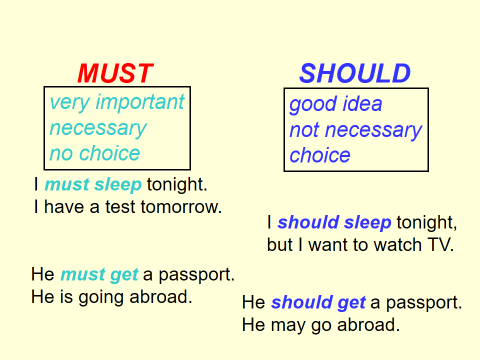 MUST
very important
necessary
no choice
I must sleep tonight.
I have a test tomorrow.
He must get a passport.
He is going abroad.
SHOULD
good idea
not necessary
choice
I should sleep tonight,
but I want to watch TV.
He should get a passport.
He may go abroad.